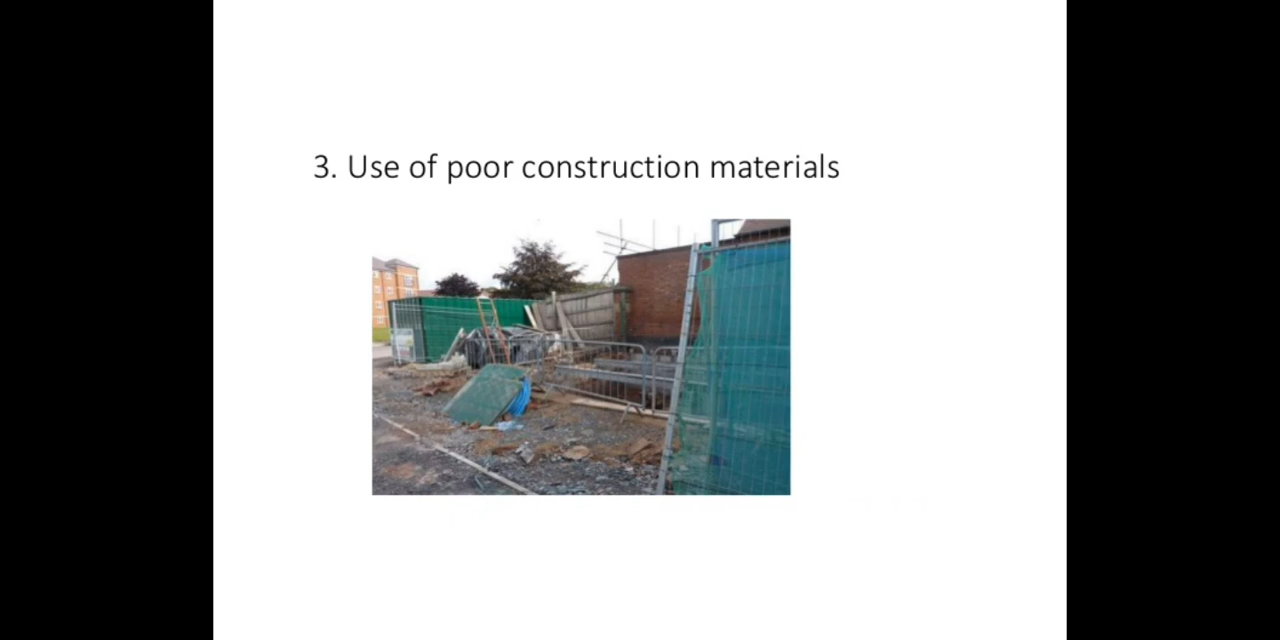 3. Use of poor construction materials